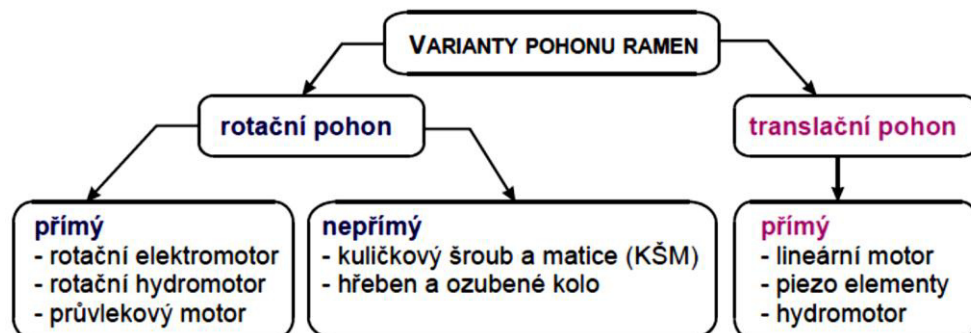 VARIANTY POHONU RAMEN
rotační pohon
translační pohon
přímý
- rotační elektromotor
- rotační hydromotor
- průvlekový motor
nepřímý
- kuličkový šroub a matice (KŠM)
- hřeben a ozubené kolo
přímý
- lineární motor
- piezo elementy
- hydromotor